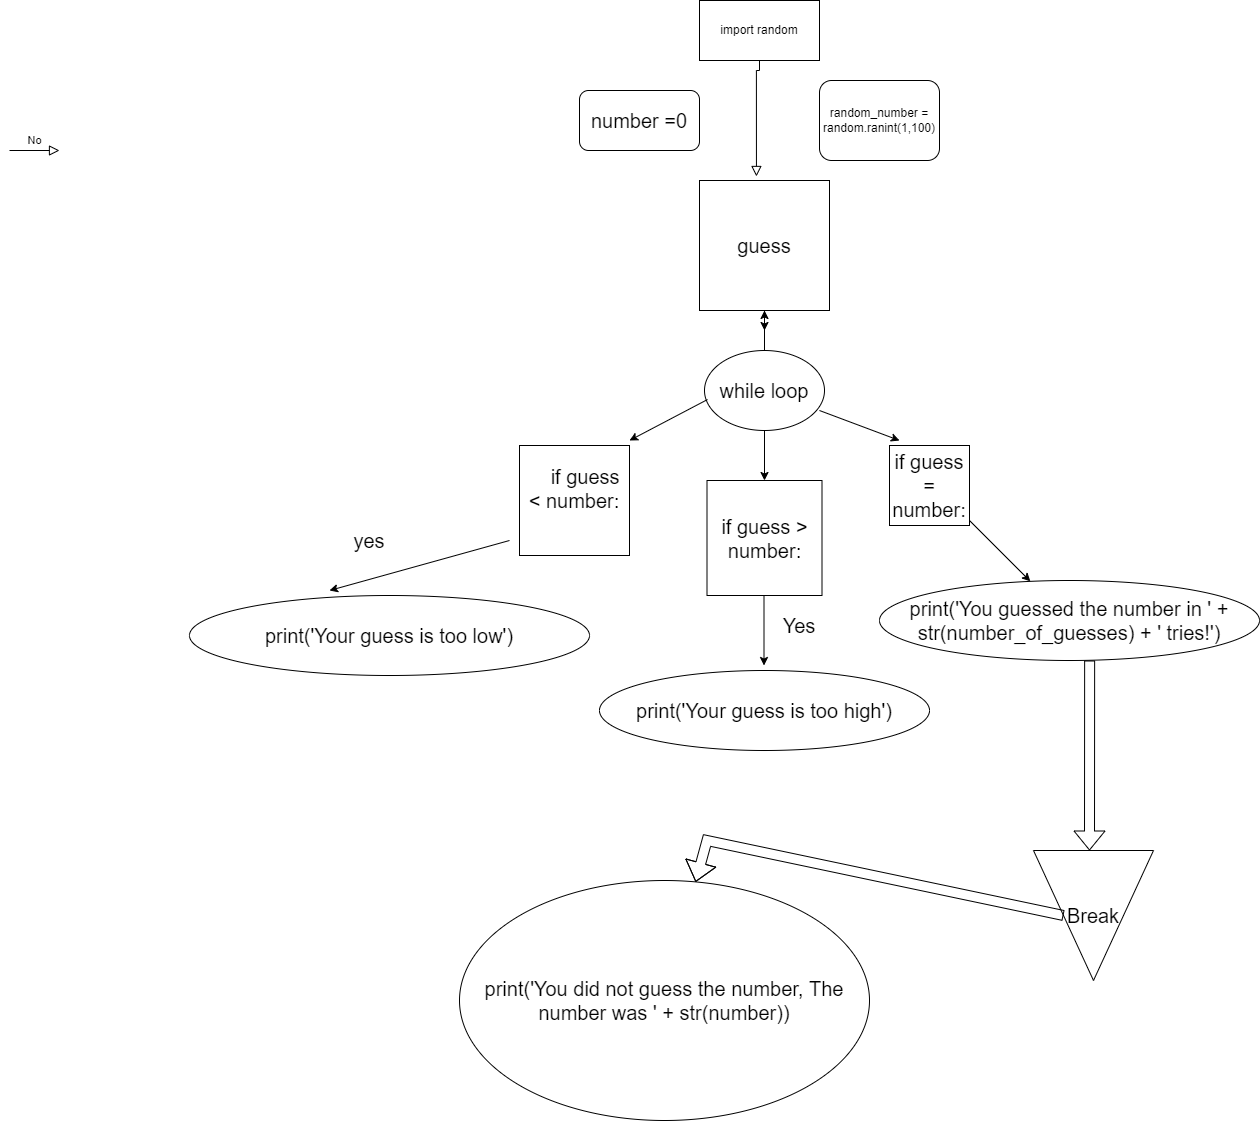 import random
number =0
random_number =
random.ranint(1,100)
No
guess
while loop
if guess
< number:
if guess >
number:
if guess
=
number:
yes
Yes
print('Your guess is too low')
print('You guessed the number in ' +
str(number_of_guesses) + ' tries!')
print('Your guess is too high')
Break
print('You did not guess the number, The
number was ' + str(number))